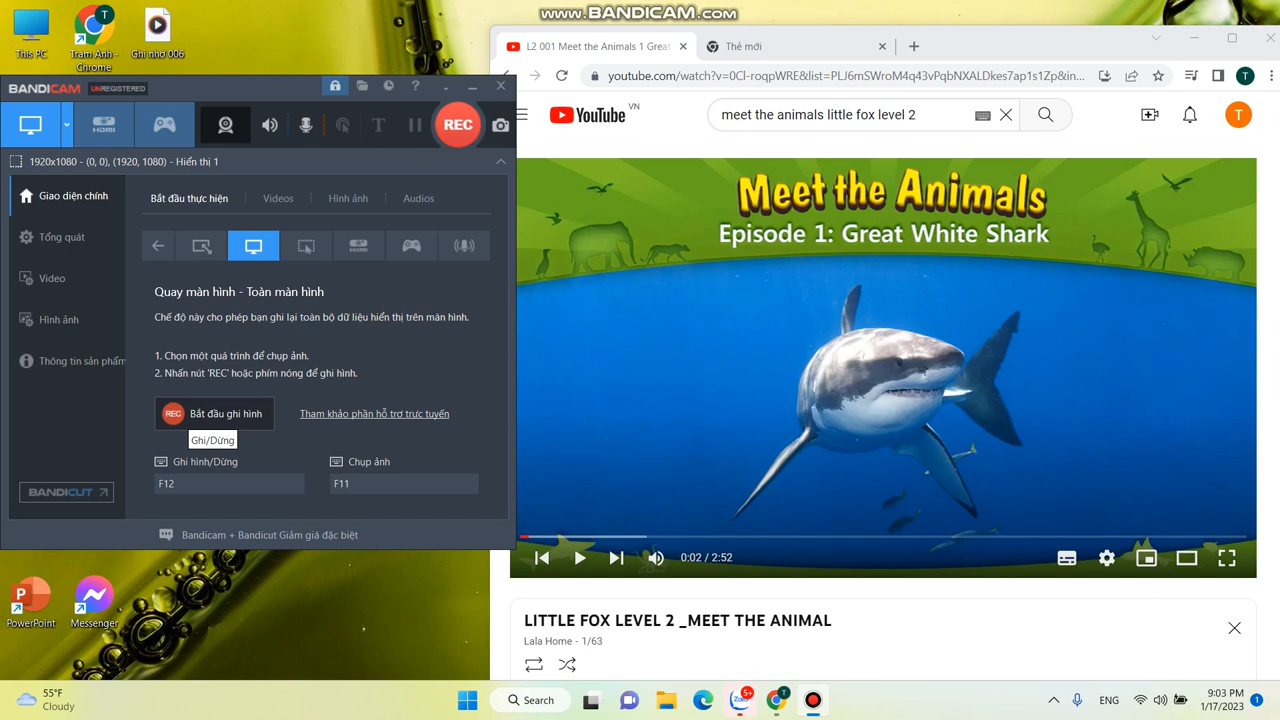 www.BANDICAM.com
This PC
Tram Anh - Chrome
Ghi nhớ 006
L2 001 Meet the Animals 1 Great
Thẻ mới
youtube.com/watch?v=0Cl-roqpWRE&list=PLJ6mSWroM4q43vPqbNXALDkes7ap1s1Zp&in...
T
BANDICAM
UNREGISTERED
HDMI
T
REC
YouTube
VN
meet the animals little fox level 2
T
1920x1080 - (0, 0), (1920, 1080) - Hiển thị 1
Giao diện chính
Tổng quát
Video
Hình ảnh
Thông tin sản phẩm
Bắt đầu thực hiện
Videos
Hình ảnh
Audios
HDMI
Quay màn hình - Toàn màn hình
Chế độ này cho phép bạn ghi lại toàn bộ dữ liệu hiển thị trên màn hình.
1. Chọn một quá trình để chụp ảnh.
2. Nhấn nút 'REC' hoặc phím nóng để ghi hình.
REC Bắt đầu ghi hình
Tham khảo phần hỗ trợ trực tuyến
Ghi/Dừng
Ghi hình/Dừng
Chụp ảnh
F12
F11
BANDICUT
Bandicam + Bandicut Giảm giá đặc biệt
Meet the Animals
Episode 1: Great White Shark
0:02 / 2:52
LITTLE FOX LEVEL 2 _MEET THE ANIMAL
Lala Home - 1/63
PowerPoint
Messenger
55°F
Cloudy
Search
Zalo
5+
T
ENG
9:03 PM
1/17/2023
1